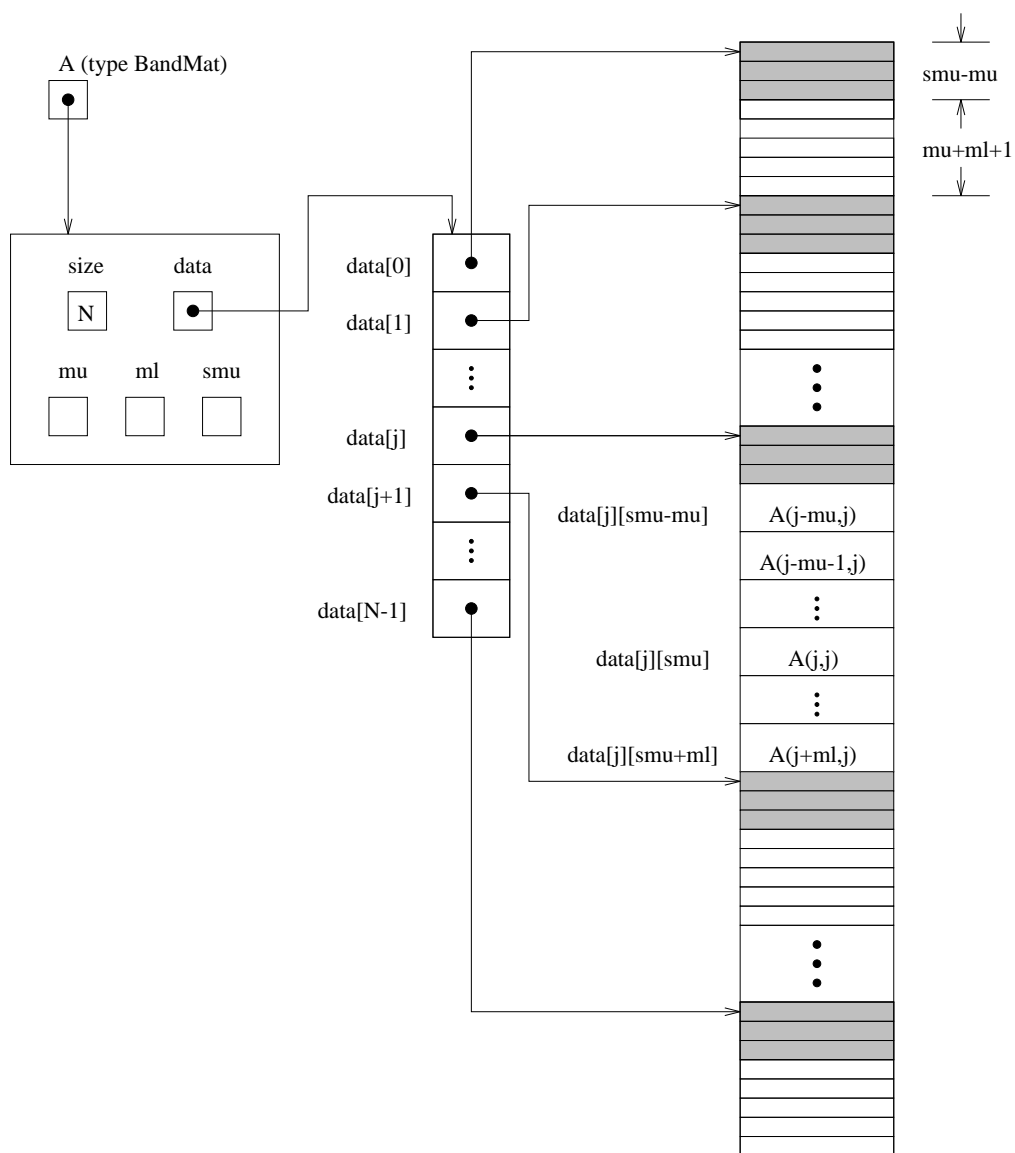 A (type BandMat)
size
data
N
mu
ml
smu
data[0]
data[1]
data[j]
data[j+1]
data[N-1]
smu-mu
mu+ml+1
data[j][smu-mu]
A(j-mu,j)
A(j-mu-1,j)
data[j][smu]
A(j,j)
data[j][smu+ml]
A(j+ml,j)